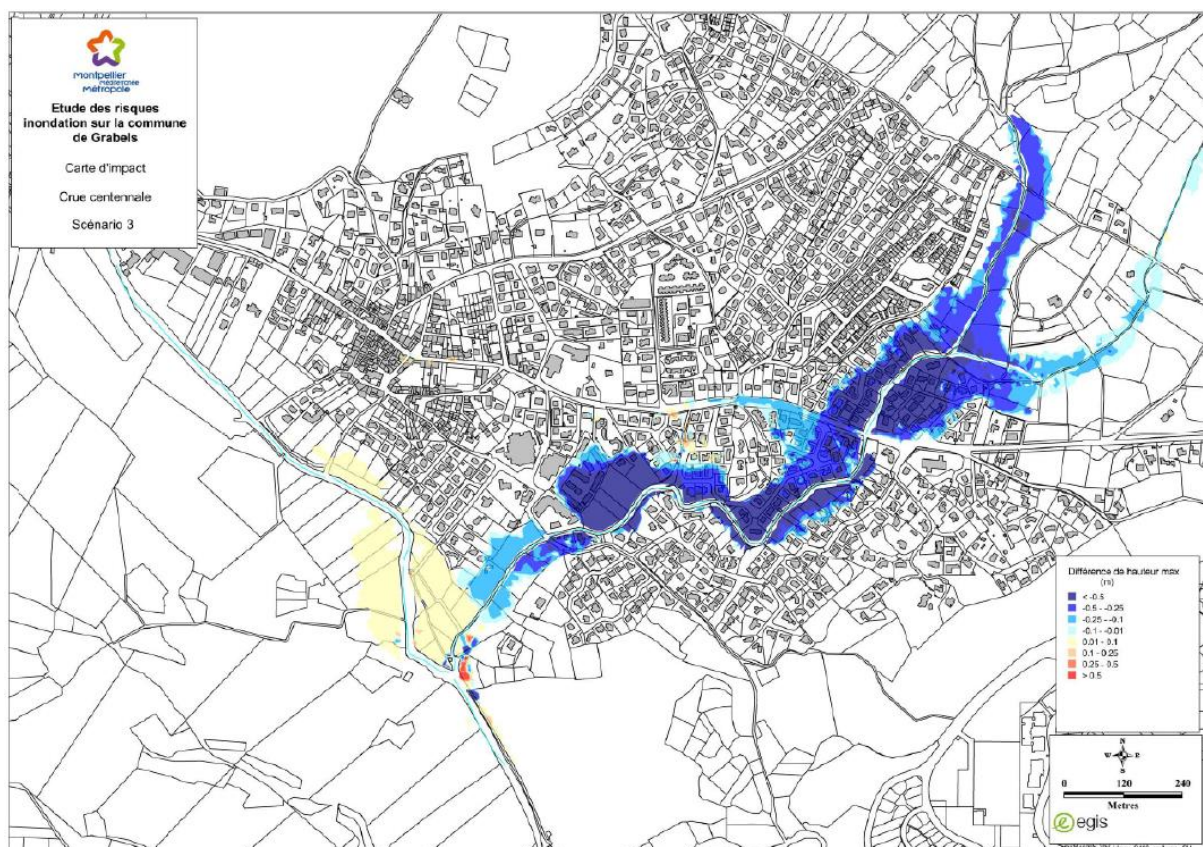 montpellier
méditerranée
métropole
Etude des risques
inondation sur la commune
de Grabels
Carte d'impact
Crue centennale
Scénario 3
Différence de hauteur max
(m)
< -0.5
-0.5 - -0.25
-0.25 - -0.1
-0.1 - -0.01
0.01 - 0.1
0.1 - 0.25
0.25 - 0.5
> 0.5
N
W E
S
0 120 240
Metres
egis